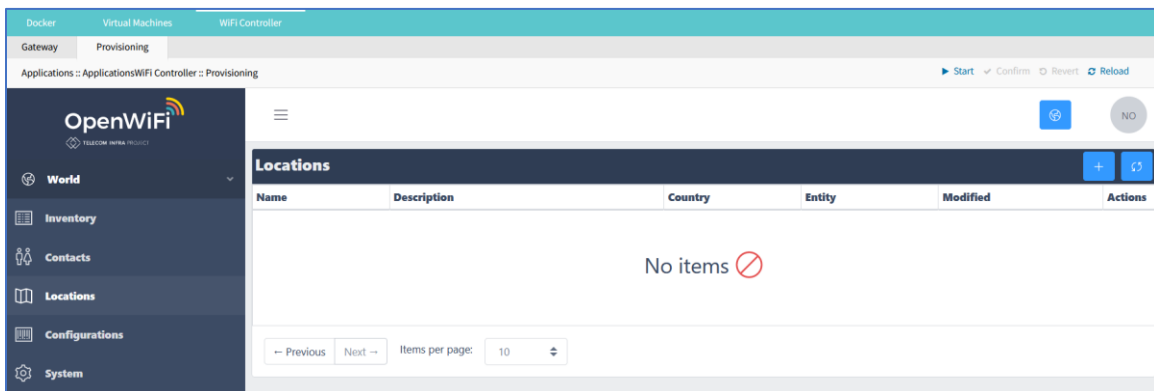 Docker Virtual Machines WiFi Controller
Gateway Provisioning
Applications :: ApplicationsWiFi Controller :: Provisioning Start Confirm Revert Reload
OpenWiFi
TELECOM INFRA PROJECT
NO
World
Locations
Name Description Country Entity Modified Actions
Inventory
Contacts
No items
Locations
Configurations
← Previous Next → Items per page: 10
System